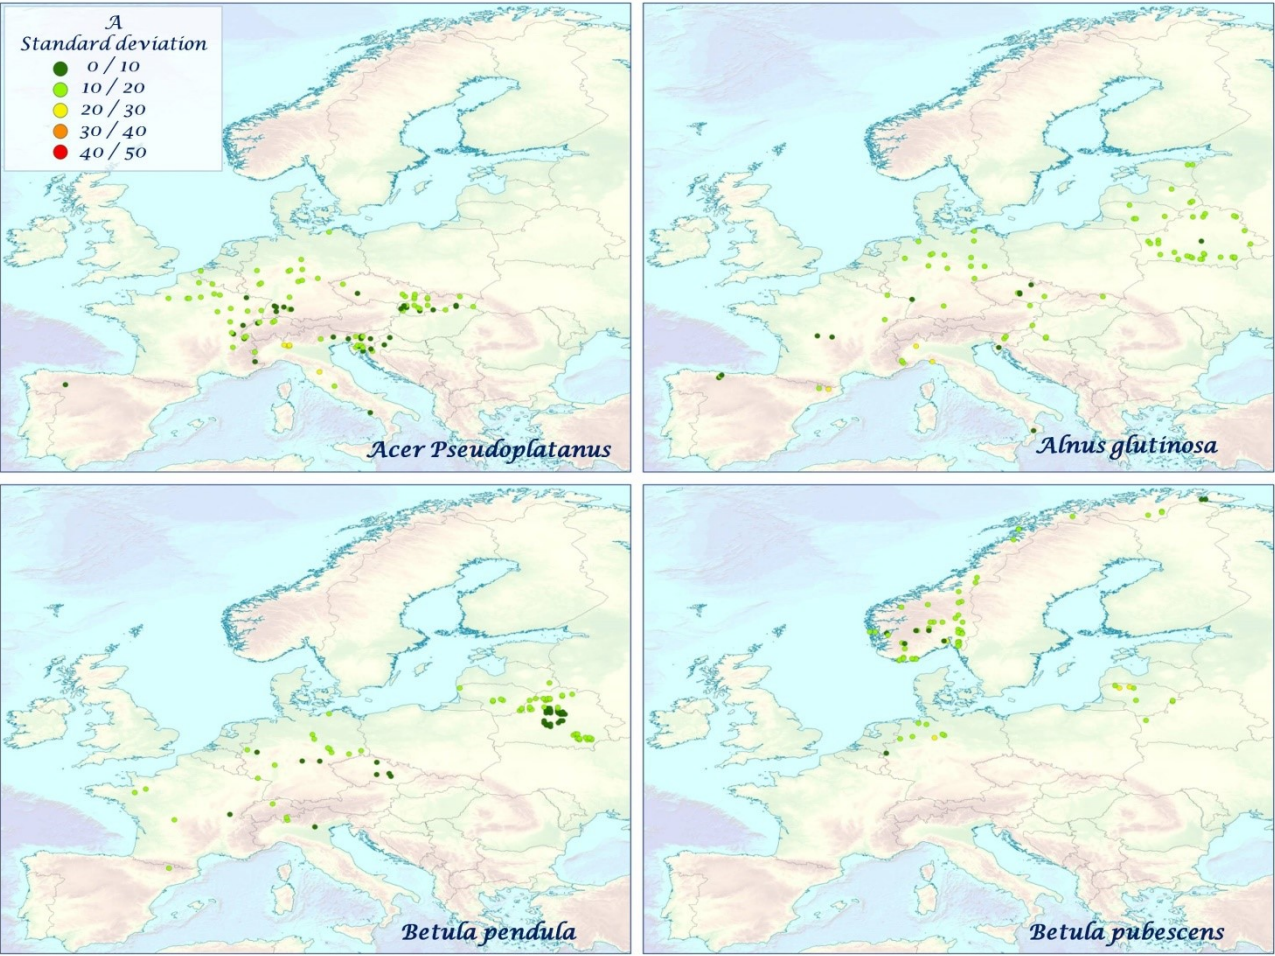 A
Standard deviation
0 / 10
10 / 20
20 / 30
30 / 40
40 / 50
Acer Pseudoplatanus
Alnus glutinosa
Betula pendula
Betula pubescens